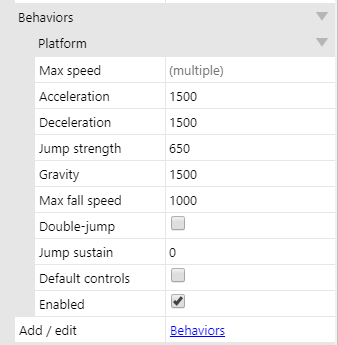 Behaviors
Platform
Max speed (multiple)
Acceleration 1500
Deceleration 1500
Jump strength 650
Gravity 1500
Max fall speed 1000
Double-jump
Jump sustain 0
Default controls
Enabled
Add / edit Behaviors